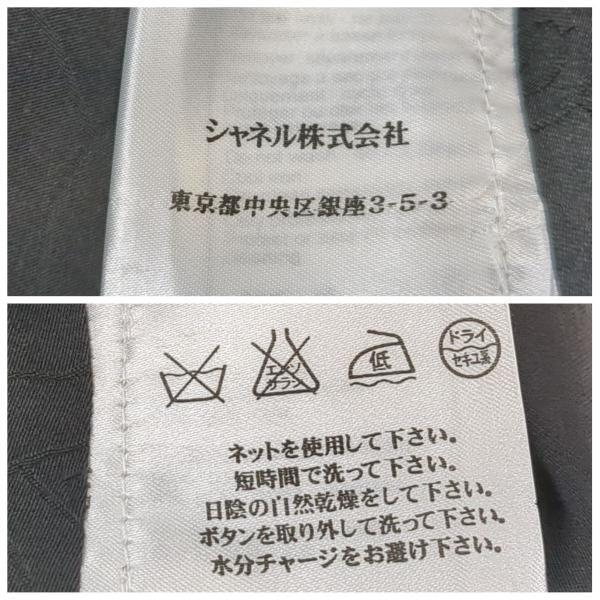 シャネル株式会社
東京都中央区銀座3-5-3
エンソ
サラシ
低
ドライ
セキユ系
ネットを使用して下さい。
短時間で洗って下さい。
日陰の自然乾燥をして下さい。
ボタンを取り外して洗って下さい。
水分チャージをお避け下さい。